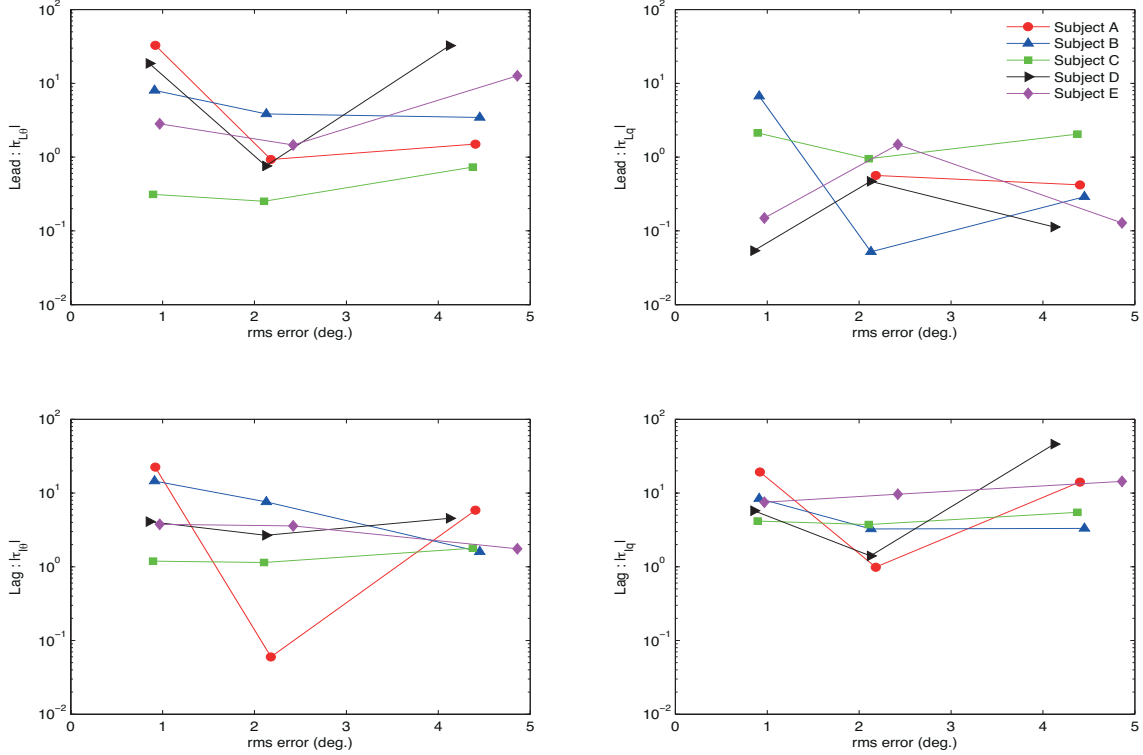 10^2
10^1
10^0
10^-1
10^-2
Lead : |τ_Lθ|
0 1 2 3 4 5
rms error (deg.)
10^2
10^1
10^0
10^-1
10^-2
Lead : |τ_Lq|
Subject A
Subject B
Subject C
Subject D
Subject E
0 1 2 3 4 5
rms error (deg.)
10^2
10^1
10^0
10^-1
10^-2
Lag : |τ_Iθ|
0 1 2 3 4 5
rms error (deg.)
10^2
10^1
10^0
10^-1
10^-2
Lag : |τ_Iq|
0 1 2 3 4 5
rms error (deg.)